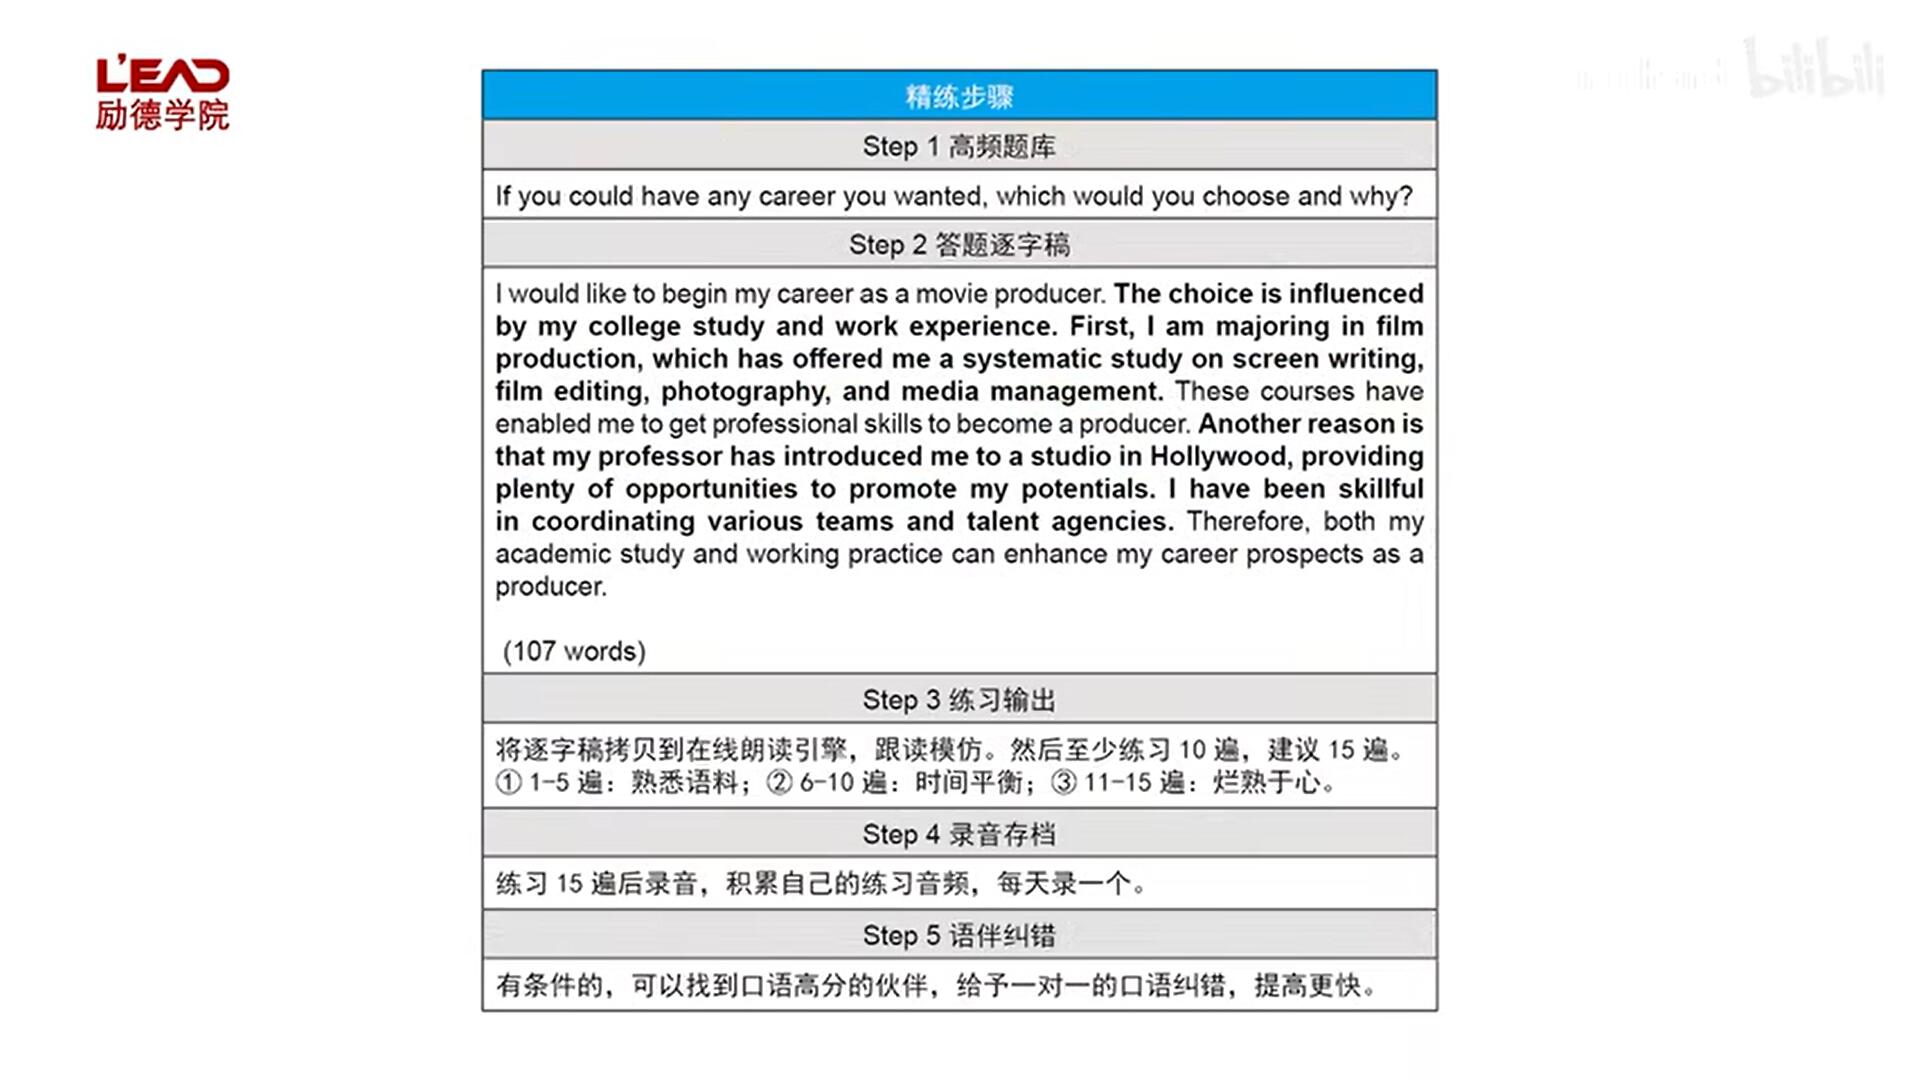 L'EAD
励德学院
bilibili
精练步骤
Step 1 高频题库
If you could have any career you wanted, which would you choose and why?
Step 2 答题逐字稿
I would like to begin my career as a movie producer. The choice is influenced
by my college study and work experience. First, I am majoring in film
production, which has offered me a systematic study on screen writing,
film editing, photography, and media management. These courses have
enabled me to get professional skills to become a producer. Another reason is
that my professor has introduced me to a studio in Hollywood, providing
plenty of opportunities to promote my potentials. I have been skillful
in coordinating various teams and talent agencies. Therefore, both my
academic study and working practice can enhance my career prospects as a
producer.
(107 words)
Step 3 练习输出
将逐字稿拷贝到在线朗读引擎，跟读模仿。然后至少练习 10 遍，建议 15 遍。
① 1-5 遍：熟悉语料；② 6-10 遍：时间平衡；③ 11-15 遍：烂熟于心。
Step 4 录音存档
练习 15 遍后录音，积累自己的练习音频，每天录一个。
Step 5 语伴纠错
有条件的，可以找到口语高分的伙伴，给予一对一的口语纠错，提高更快。